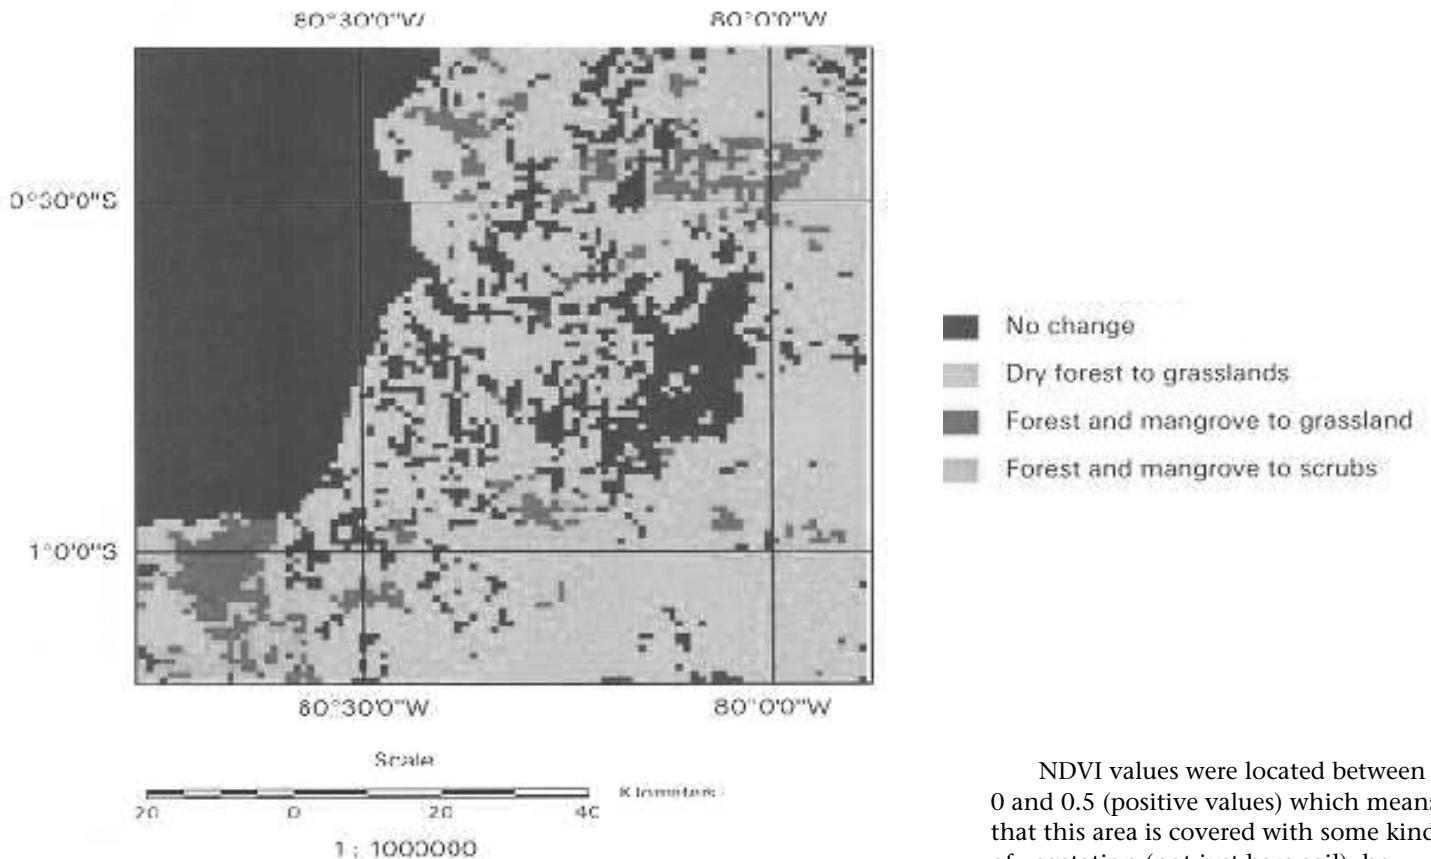 80°30'0"W 80°0'0"W
0°30'0"S
1°0'0"S
80°30'0"W 80°0'0"W
Scale
20 0 20 40 Kilometers
1 : 1000000
No change
Dry forest to grasslands
Forest and mangrove to grassland
Forest and mangrove to scrubs
NDVI values were located between
0 and 0.5 (positive values) which means
that this area is covered with some kind